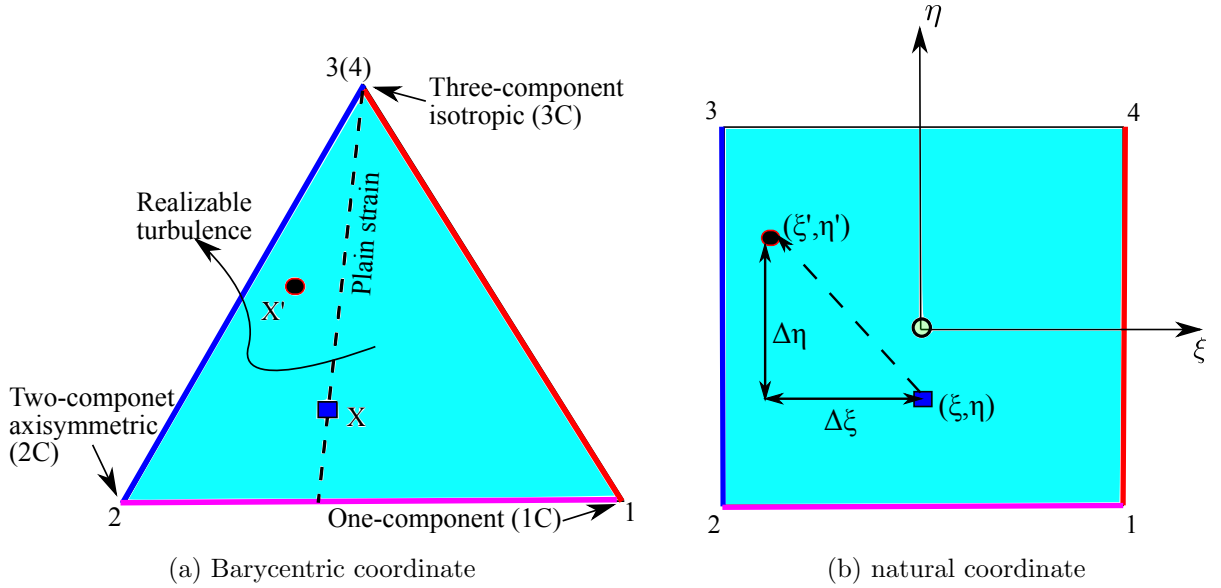 3(4)
Three-component
isotropic (3C)
Realizable
turbulence
Plain strain
X'
X
Two-componet
axisymmetric
(2C)
2
One-component (1C)
1
(a) Barycentric coordinate
η
3
4
(ξ',η')
Δη
ξ
Δξ
(ξ,η)
2
1
(b) natural coordinate